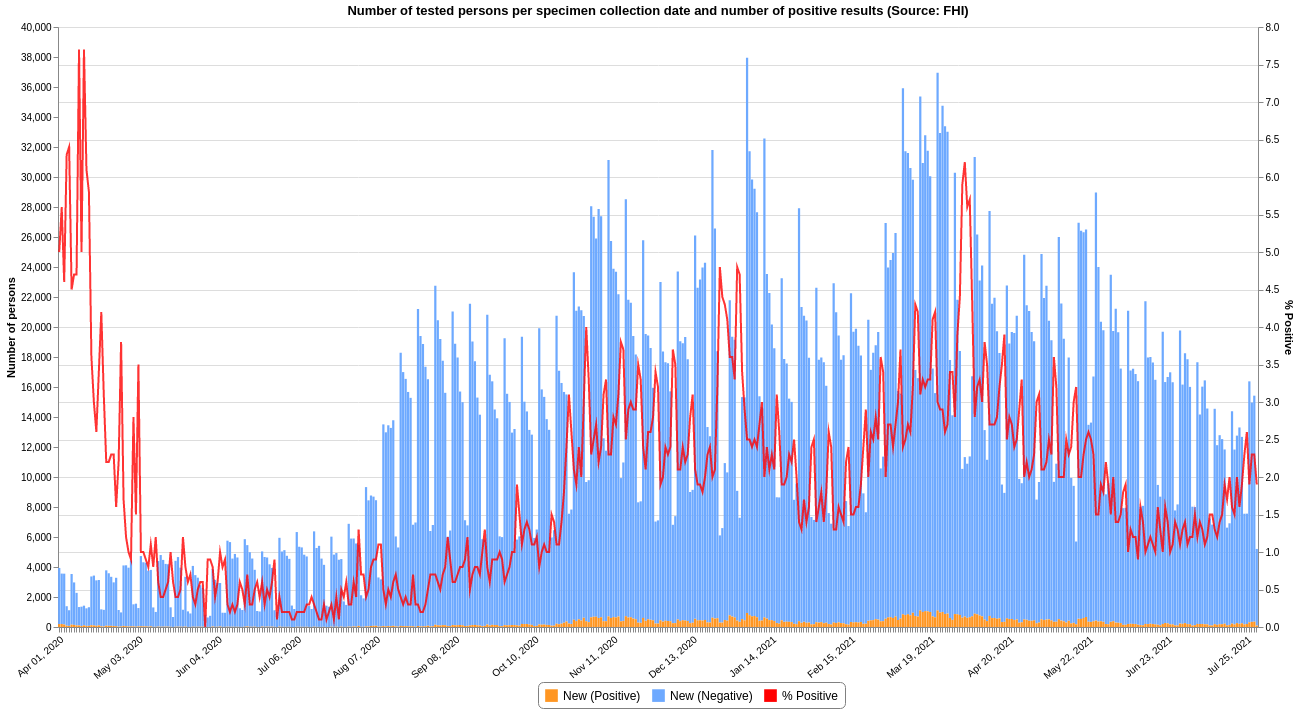 Number of tested persons per specimen collection date and number of positive results (Source: FHI)
40,000
38,000
36,000
34,000
32,000
30,000
28,000
26,000
24,000
22,000
20,000
18,000
16,000
14,000
12,000
10,000
8,000
6,000
4,000
2,000
0
Number of persons
8.0
7.5
7.0
6.5
6.0
5.5
5.0
4.5
4.0
3.5
3.0
2.5
2.0
1.5
1.0
0.5
0.0
% Positive
Apr 01, 2020
May 03, 2020
Jun 04, 2020
Jul 06, 2020
Aug 07, 2020
Sep 08, 2020
Oct 10, 2020
Nov 11, 2020
Dec 13, 2020
Jan 14, 2021
Feb 15, 2021
Mar 19, 2021
Apr 20, 2021
May 22, 2021
Jun 23, 2021
Jul 25, 2021
New (Positive) New (Negative) % Positive